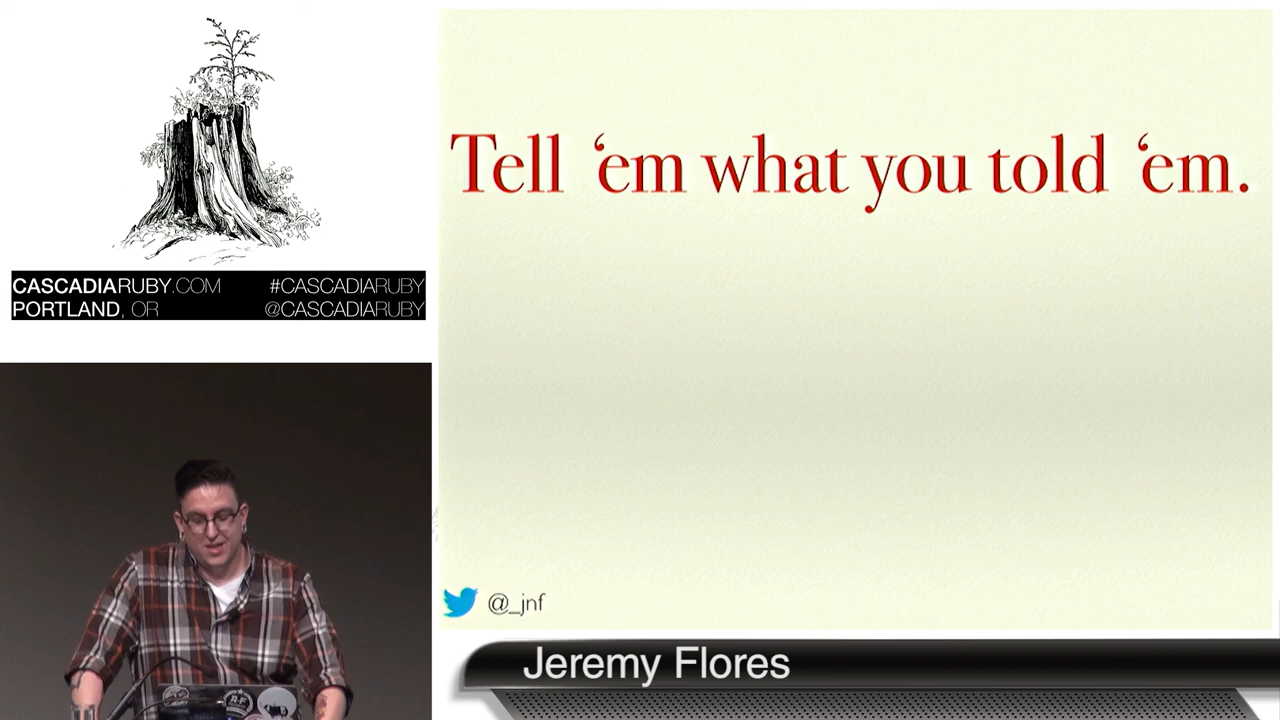 Tell ‘em what you told ‘em.
CASCADIARUBY.COM #CASCADIARUBY
PORTLAND, OR @CASCADIARUBY
@_jnf
Jeremy Flores